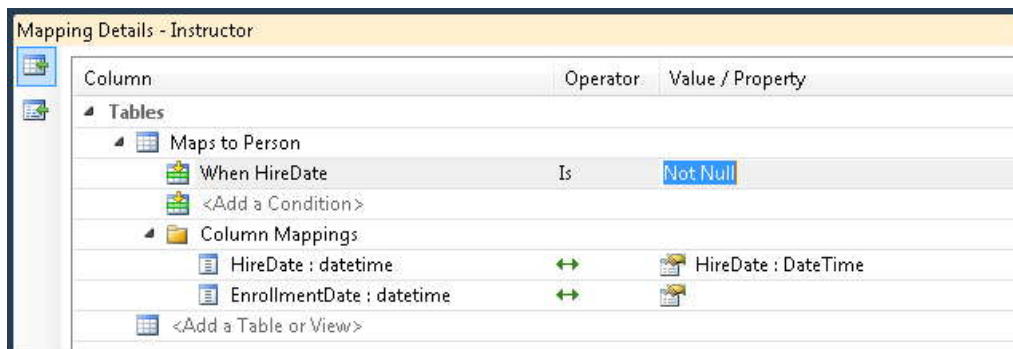 Mapping Details - Instructor
Column Operator Value / Property
Tables
Maps to Person
When HireDate Is Not Null
<Add a Condition>
Column Mappings
HireDate : datetime HireDate : DateTime
EnrollmentDate : datetime
<Add a Table or View>